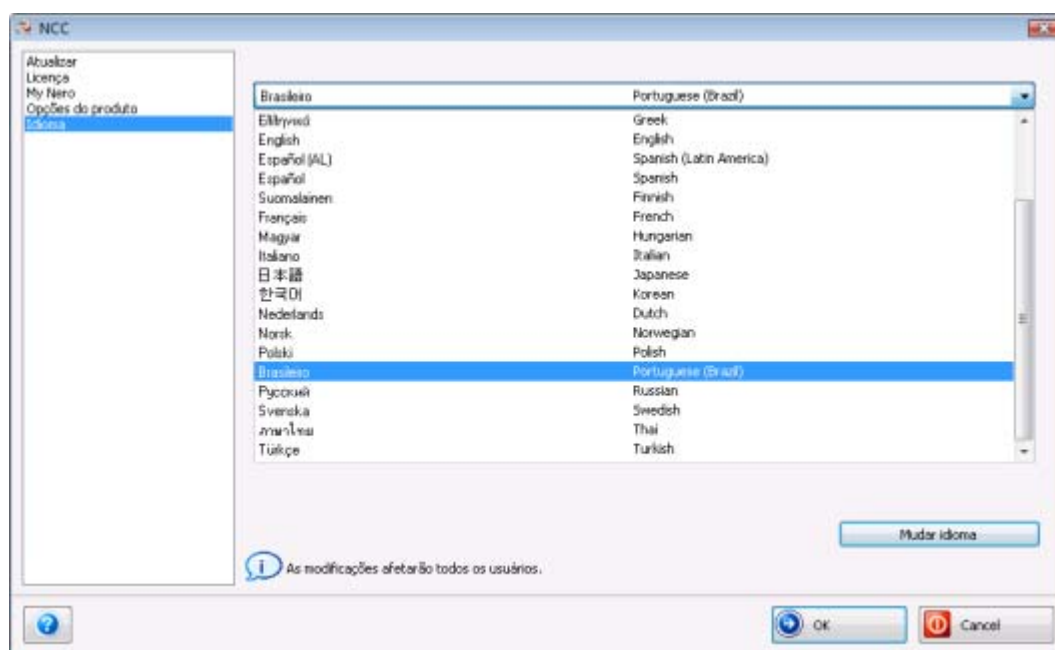 NCC
Atualizar
Licença
My Nero
Opções do produto
Idioma
Brasileiro Portuguese (Brazil)
Ελληνικά Greek
English English
Español (AL) Spanish (Latin America)
Español Spanish
Suomalainen Finnish
Français French
Magyar Hungarian
Italiano Italian
日本語 Japanese
한국어 Korean
Nederlands Dutch
Norsk Norwegian
Polski Polish
Brasileiro Portuguese (Brazil)
Русский Russian
Svenska Swedish
ภาษาไทย Thai
Türkçe Turkish
Mudar idioma
As modificações afetarão todos os usuários.
OK
Cancel